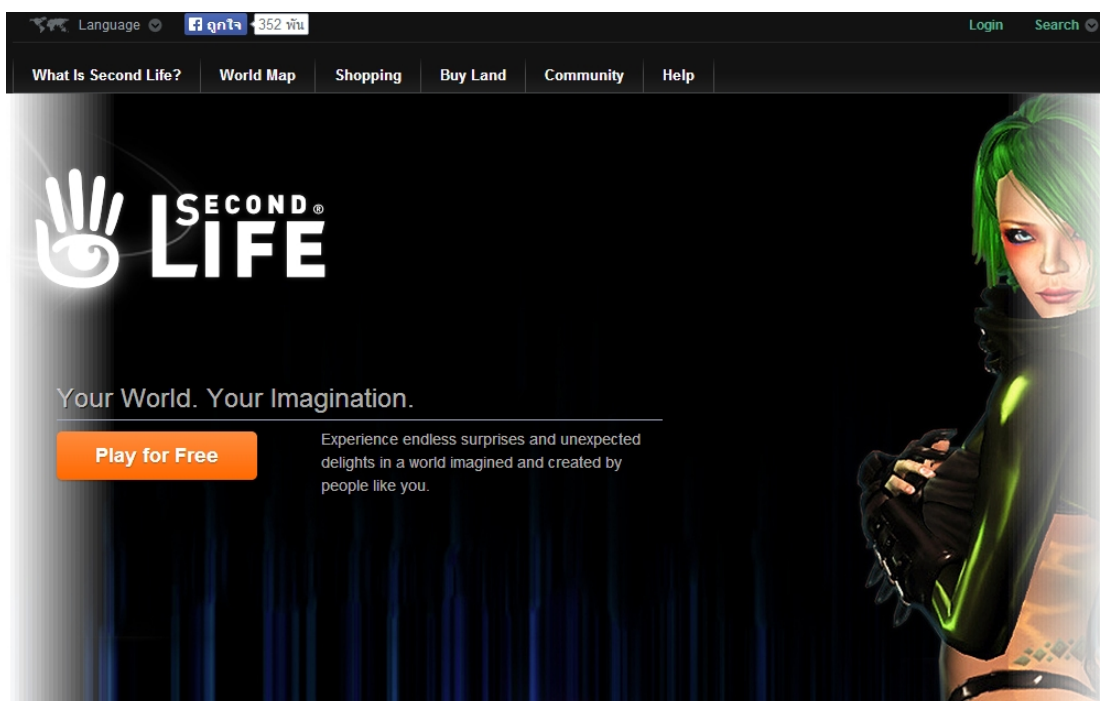 Language ถูกใจ 352 พัน Login Search
What Is Second Life? World Map Shopping Buy Land Community Help
SECOND®
LIFE
Your World. Your Imagination.
Play for Free
Experience endless surprises and unexpected
delights in a world imagined and created by
people like you.